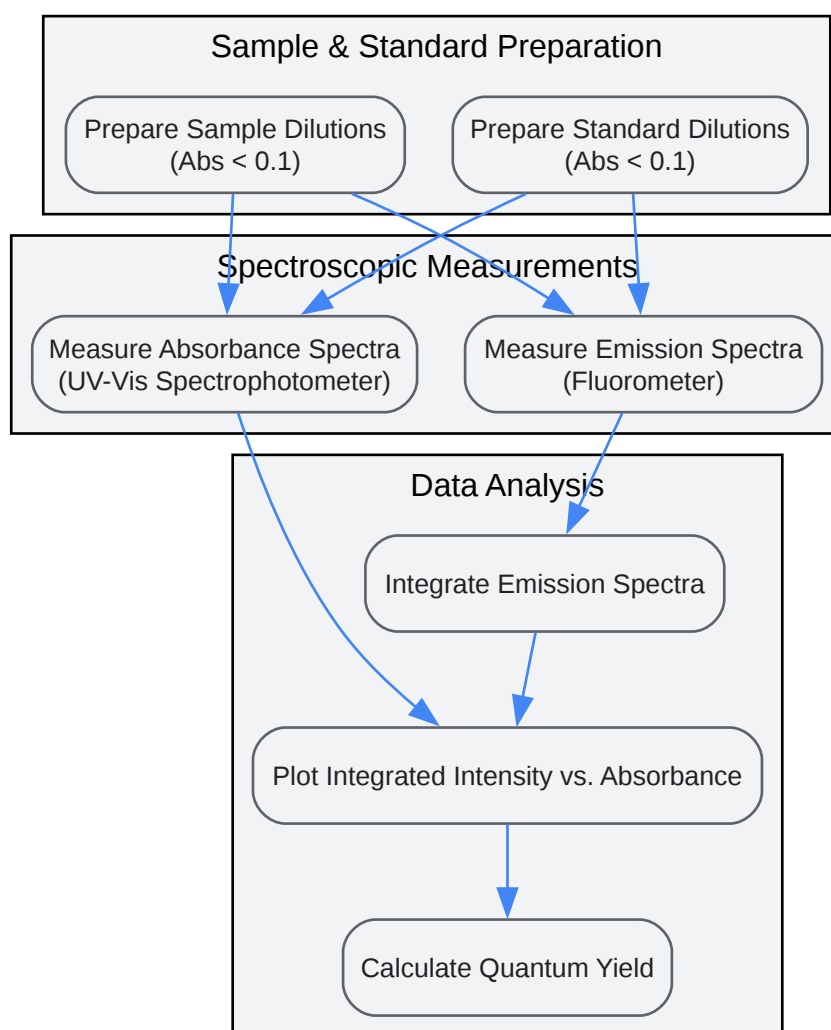 Sample & Standard Preparation
Prepare Sample Dilutions
(Abs < 0.1)
Prepare Standard Dilutions
(Abs < 0.1)
Spectroscopic Measurements
Measure Absorbance Spectra
(UV-Vis Spectrophotometer)
Measure Emission Spectra
(Fluorometer)
Data Analysis
Integrate Emission Spectra
Plot Integrated Intensity vs. Absorbance
Calculate Quantum Yield